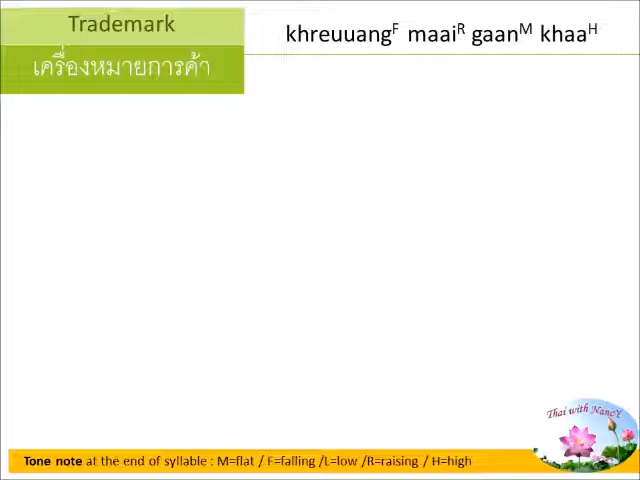 Trademark
เครื่องหมายการค้า
khreuuangF maaiR gaanM khaaH
Thai with NancY
Tone note at the end of syllable : M=flat / F=falling /L=low /R=raising / H=high